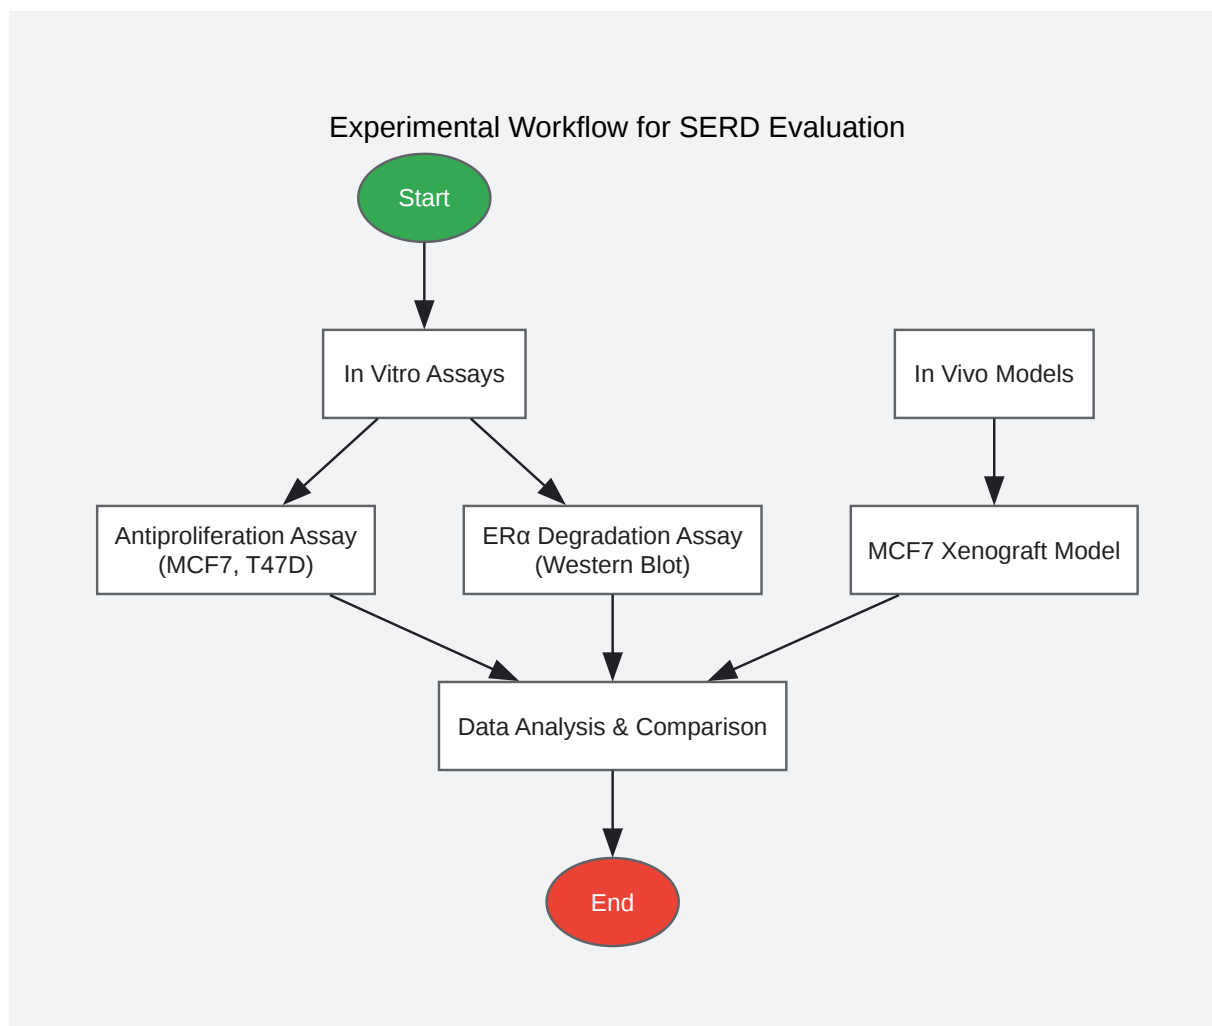 Experimental Workflow for SERD Evaluation
Start
In Vitro Assays
In Vivo Models
Antiproliferation Assay
(MCF7, T47D)
ERα Degradation Assay
(Western Blot)
MCF7 Xenograft Model
Data Analysis & Comparison
End